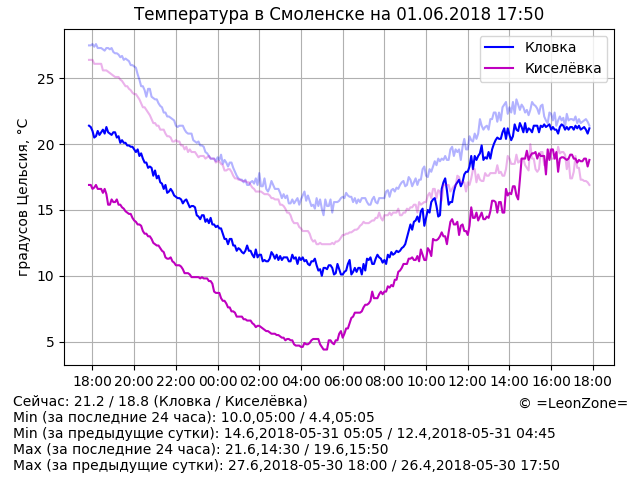 Температура в Смоленске на 01.06.2018 17:50
Кловка
Киселёвка
градусов Цельсия, °C
25
20
15
10
5
18:00 20:00 22:00 00:00 02:00 04:00 06:00 08:00 10:00 12:00 14:00 16:00 18:00
Сейчас: 21.2 / 18.8 (Кловка / Киселёвка)
© =LeonZone=
Min (за последние 24 часа): 10.0,05:00 / 4.4,05:05
Min (за предыдущие сутки): 14.6,2018-05-31 05:05 / 12.4,2018-05-31 04:45
Max (за последние 24 часа): 21.6,14:30 / 19.6,15:50
Max (за предыдущие сутки): 27.6,2018-05-30 18:00 / 26.4,2018-05-30 17:50